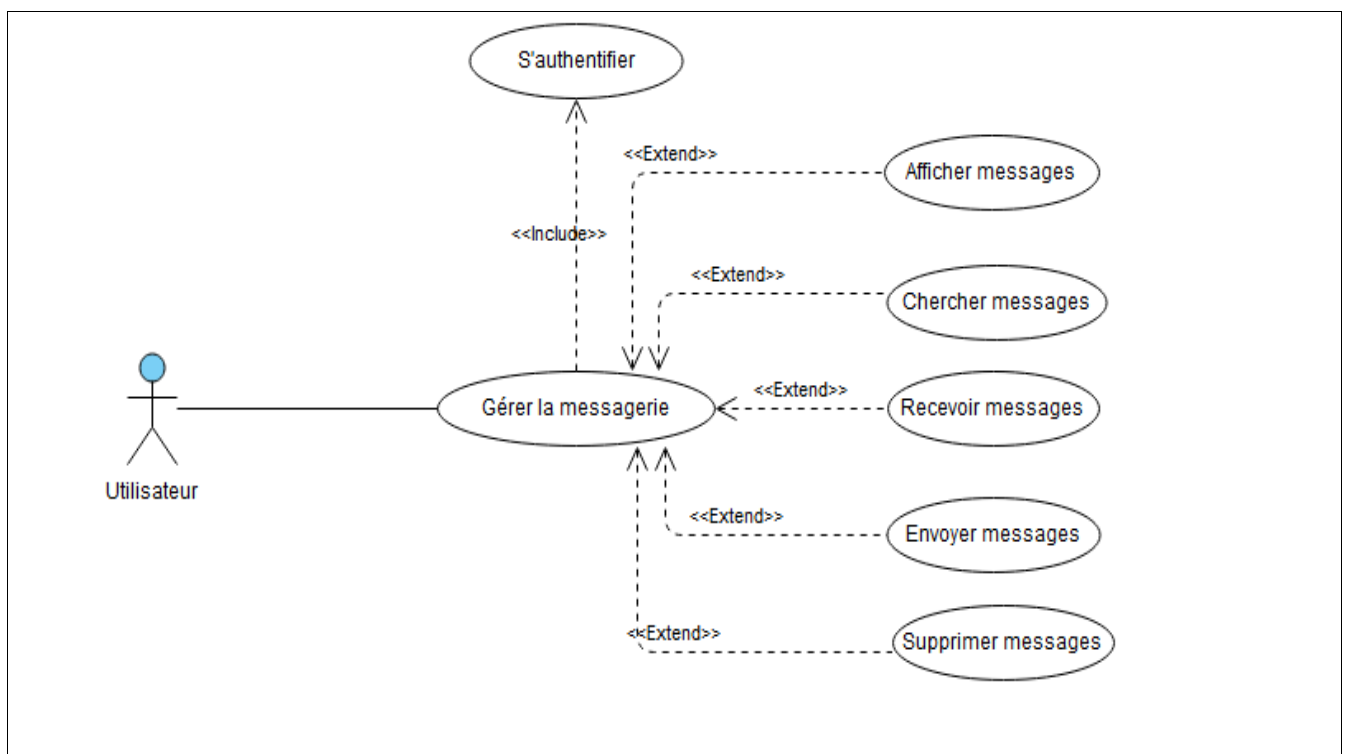 S'authentifier
<<Extend>>
Afficher messages
<<Include>>
<<Extend>>
Chercher messages
Gérer la messagerie
<<Extend>>
Recevoir messages
Utilisateur
<<Extend>>
Envoyer messages
<<Extend>>
Supprimer messages